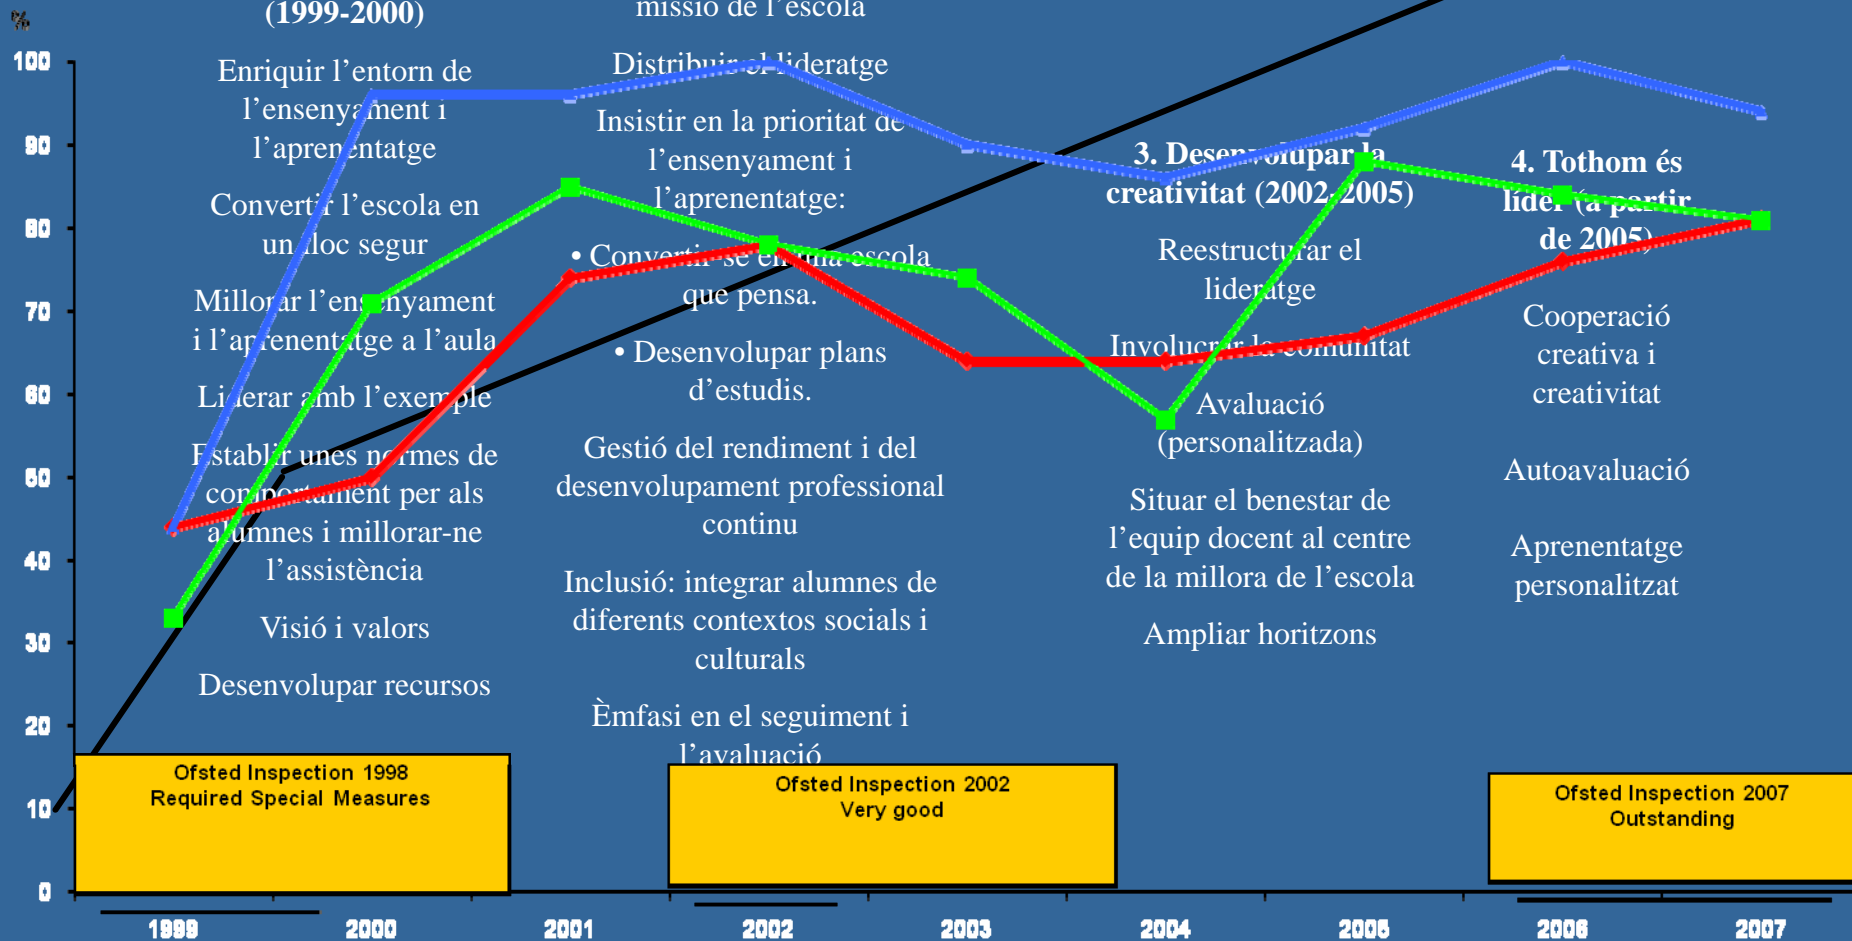 %
100
90
80
70
60
50
40
30
20
10
0
(1999-2000)
Enriquir l’entorn de
l’ensenyament i
l’aprenentatge
Convertir l’escola en
un lloc segur
Millorar l’ensenyament
i l’aprenentatge a l’aula
Liderar amb l’exemple
Establir unes normes de
comportament per als
alumnes i millorar-ne
l’assistència
Visió i valors
Desenvolupar recursos
missió de l’escola
Distribuir el lideratge
Insistir en la prioritat de
l’ensenyament i
l’aprenentatge:
• Convertir-se en una escola
que pensa.
• Desenvolupar plans
d’estudis.
Gestió del rendiment i del
desenvolupament professional
continu
Inclusió: integrar alumnes de
diferents contextos socials i
culturals
Èmfasi en el seguiment i
l’avaluació
3. Desenvolupar la
creativitat (2002-2005)
Reestructurar el
lideratge
Involucrar la comunitat
Avaluació
(personalitzada)
Situar el benestar de
l’equip docent al centre
de la millora de l’escola
Ampliar horitzons
4. Tothom és
líder (a partir
de 2005)
Cooperació
creativa i
creativitat
Autoavaluació
Aprenentatge
personalitzat
Ofsted Inspection 1998
Required Special Measures
Ofsted Inspection 2002
Very good
Ofsted Inspection 2007
Outstanding
1999 2000 2001 2002 2003 2004 2005 2006 2007